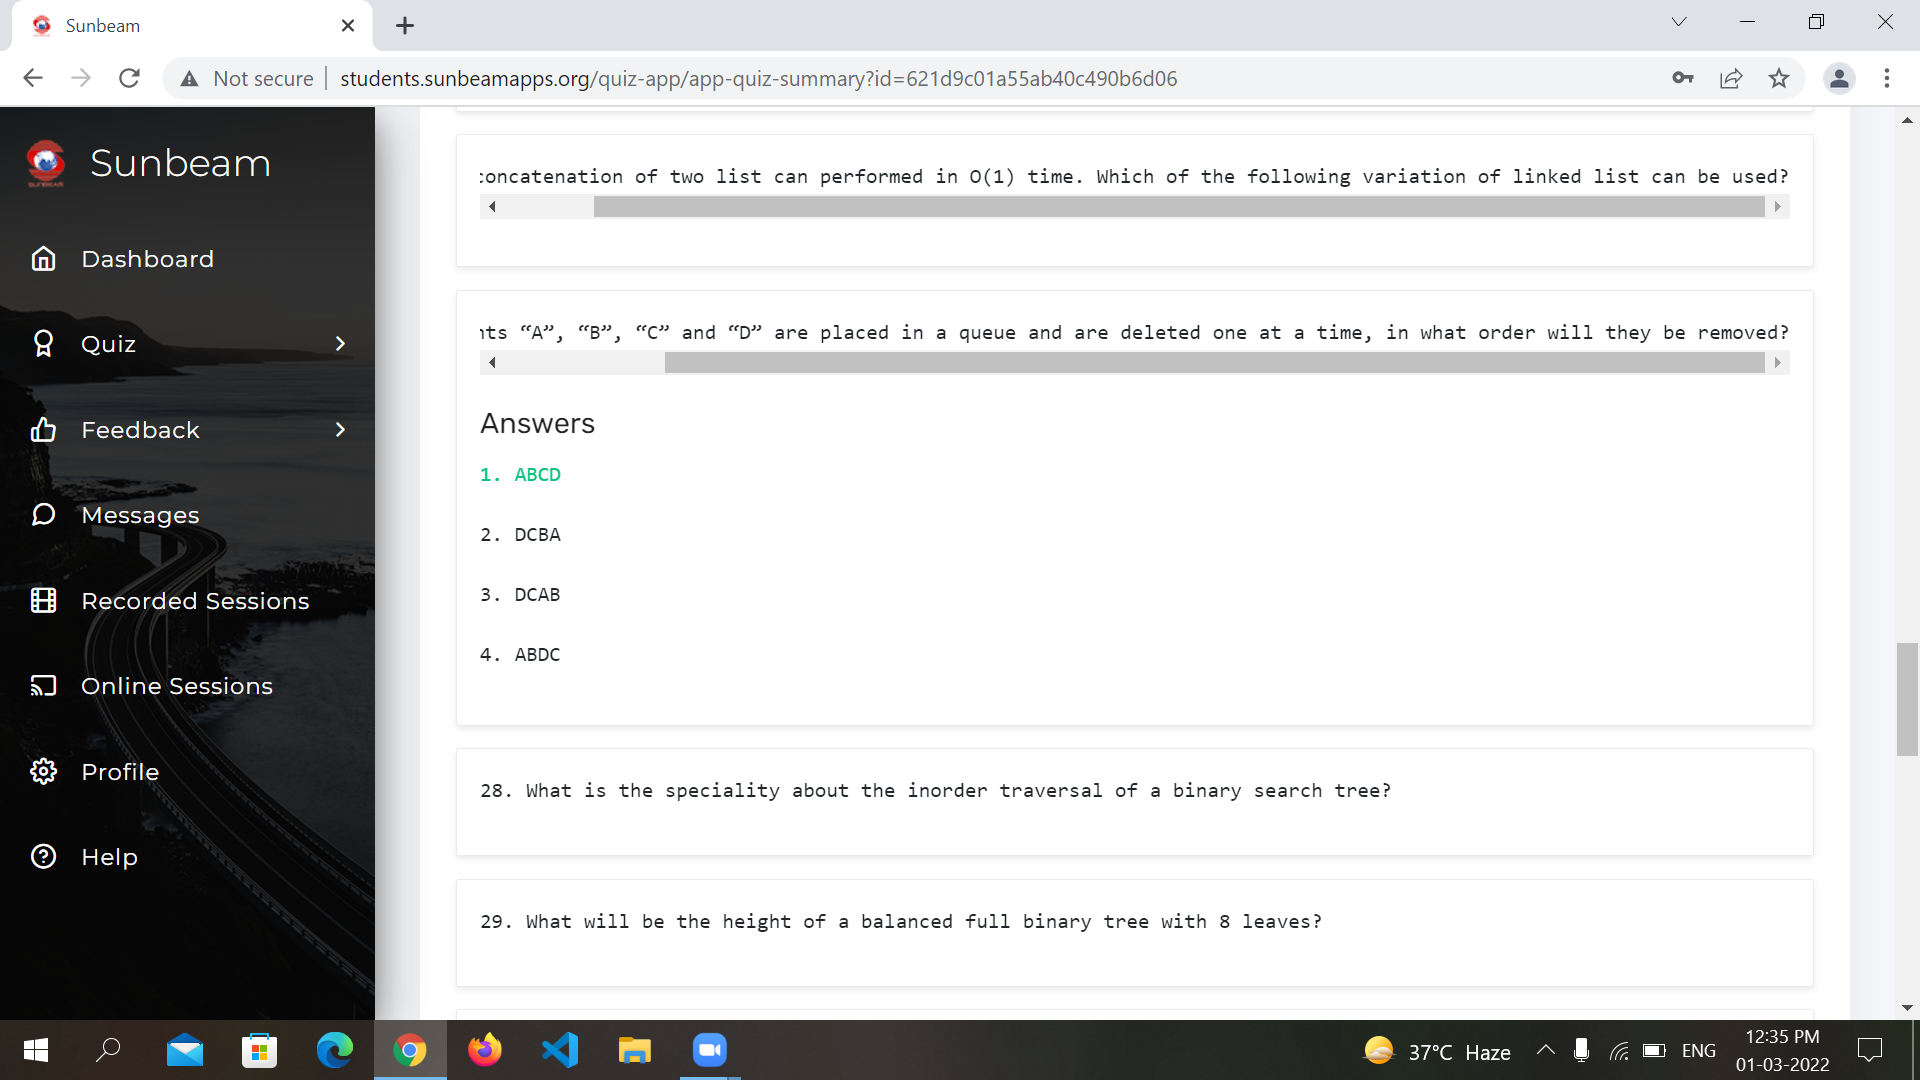 Sunbeam
Not secure
students.sunbeamapps.org/quiz-app/app-quiz-summary?id=621d9c01a55ab40c490b6d06
Sunbeam
Dashboard
Quiz
Feedback
Messages
Recorded Sessions
Online Sessions
Profile
Help
concatenation of two list can performed in O(1) time. Which of the following variation of linked list can be used?
nts “A”, “B”, “C” and “D” are placed in a queue and are deleted one at a time, in what order will they be removed?
Answers
1. ABCD
2. DCBA
3. DCAB
4. ABDC
28. What is the speciality about the inorder traversal of a binary search tree?
29. What will be the height of a balanced full binary tree with 8 leaves?
37°C Haze
ENG
12:35 PM
01-03-2022